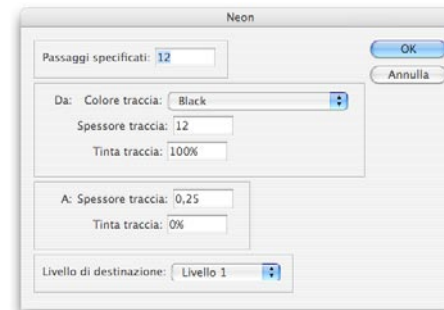 Neon
Passaggi specificati: 12
OK
Annulla
Da: Colore traccia: Black
Spessore traccia: 12
Tinta traccia: 100%
A: Spessore traccia: 0,25
Tinta traccia: 0%
Livello di destinazione: Livello 1